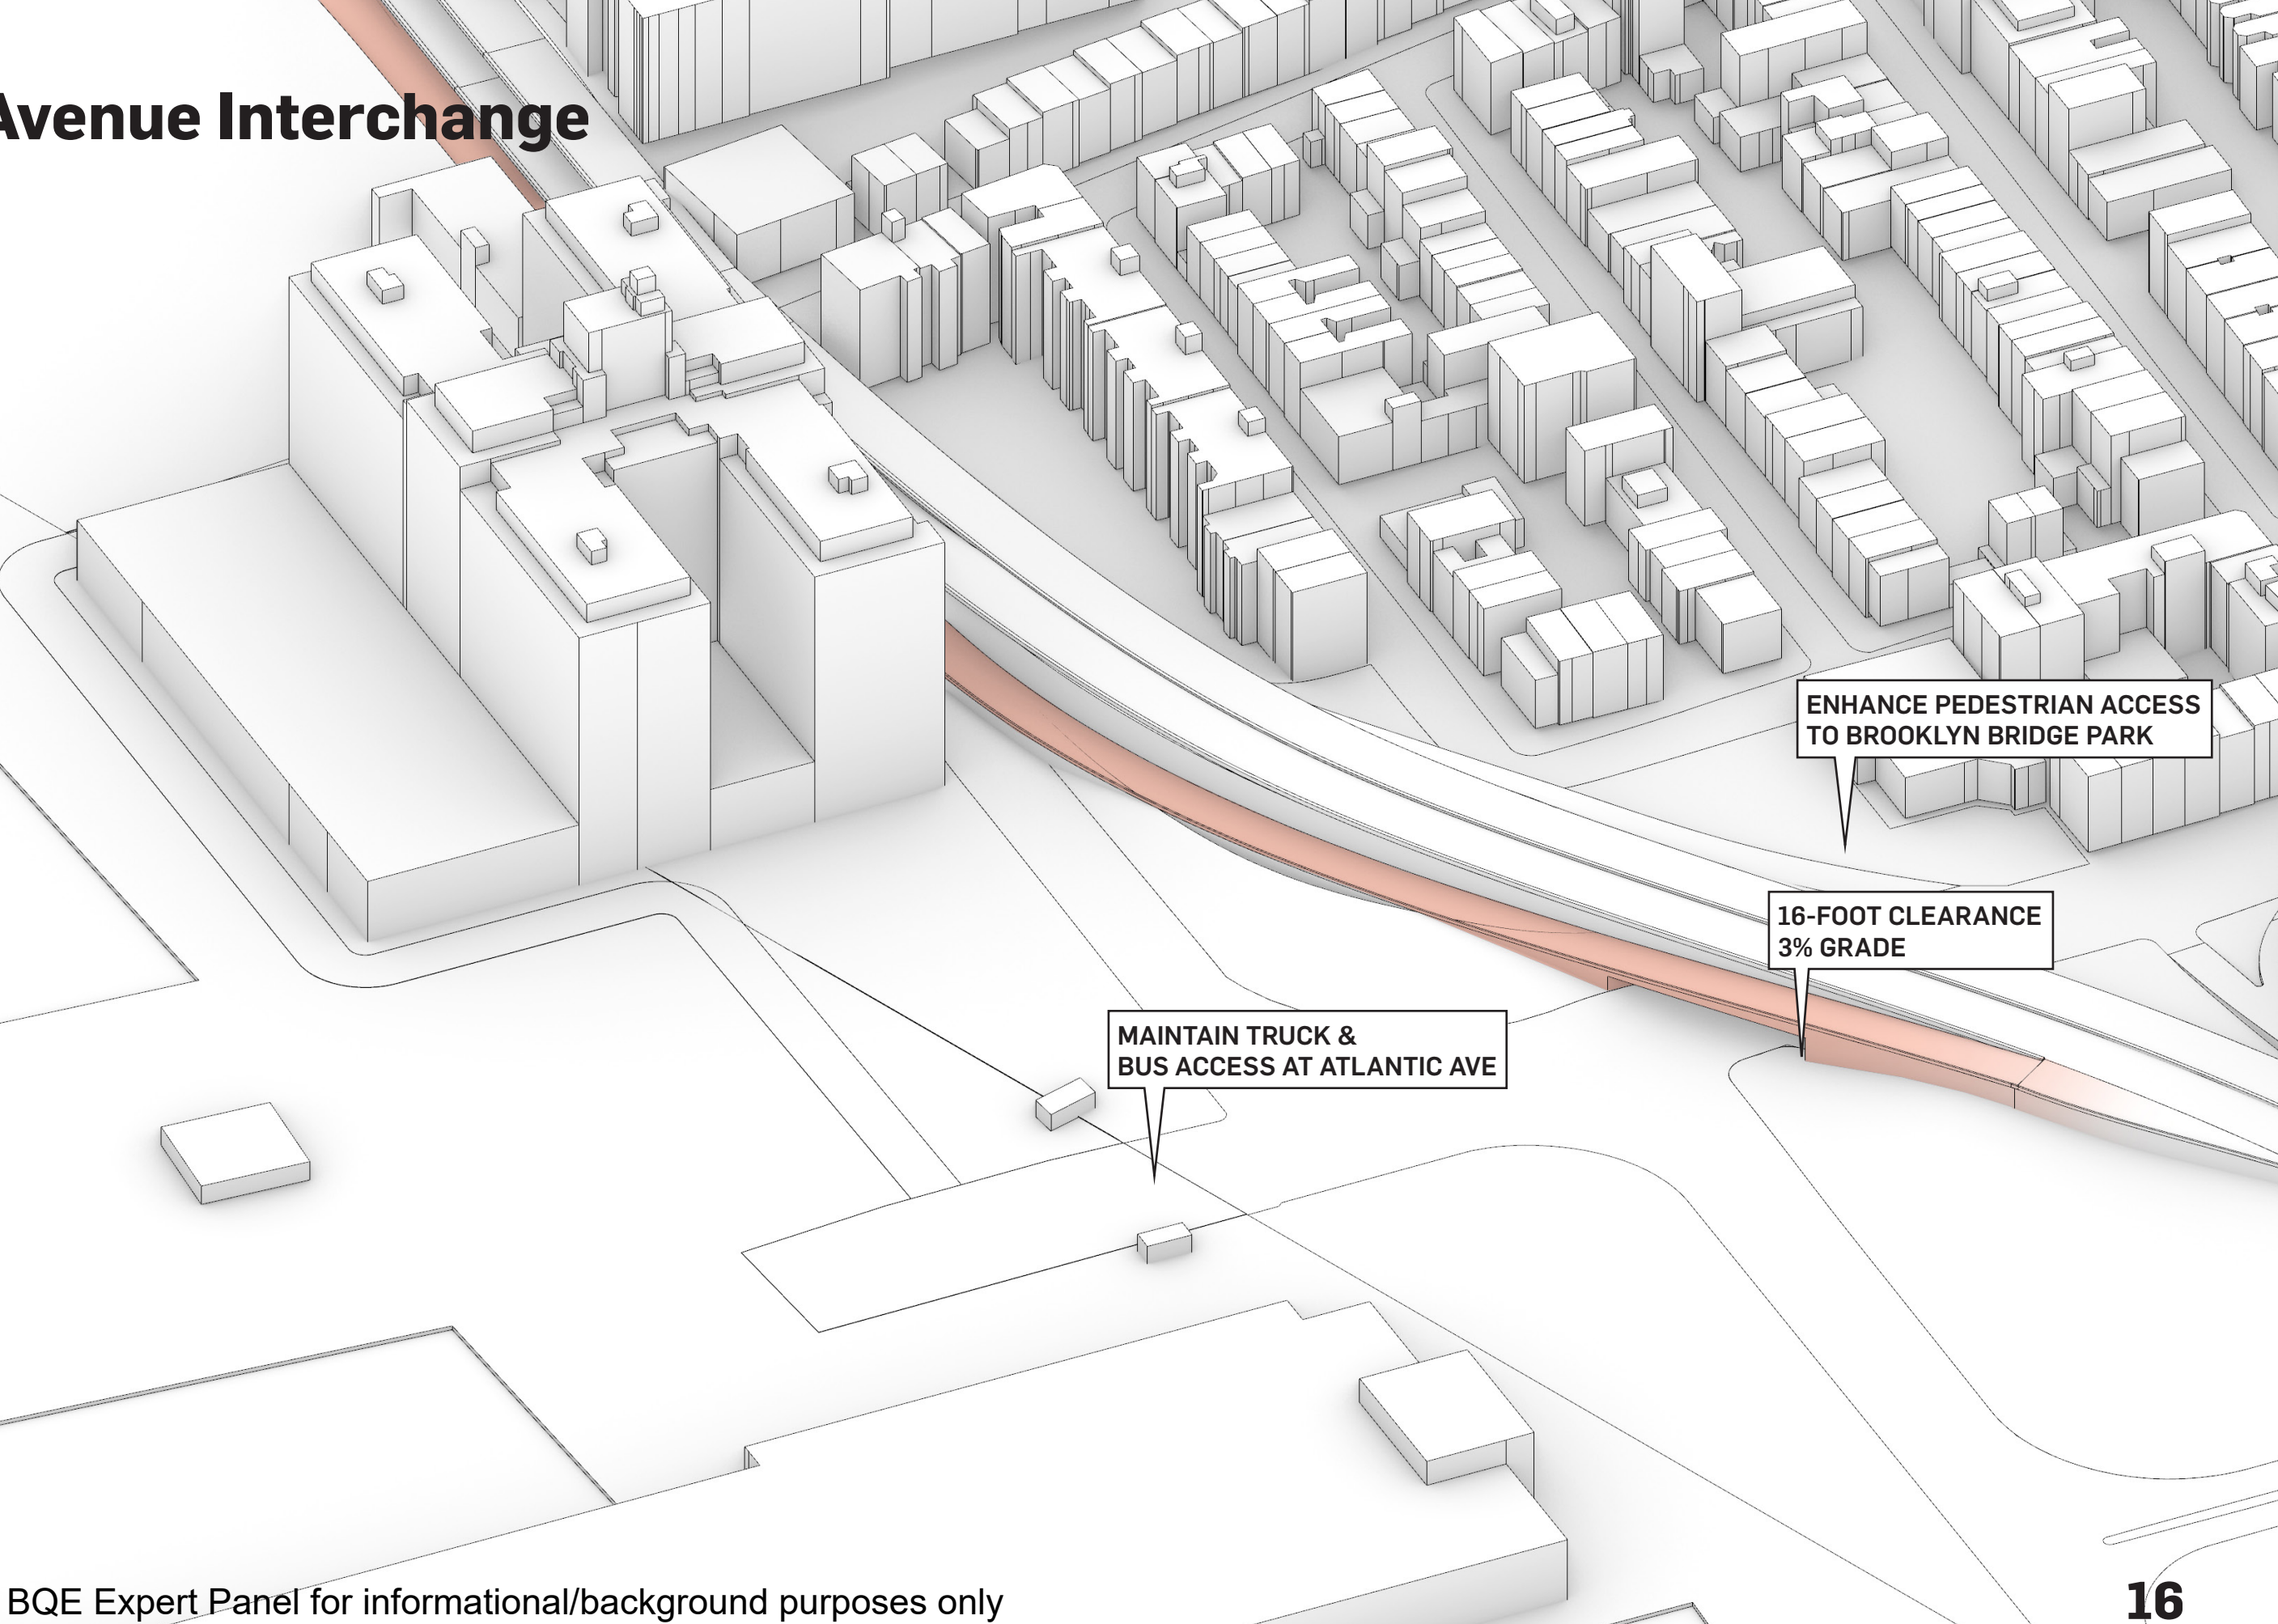 Avenue Interchange
ENHANCE PEDESTRIAN ACCESS
TO BROOKLYN BRIDGE PARK
16-FOOT CLEARANCE
3% GRADE
MAINTAIN TRUCK &
BUS ACCESS AT ATLANTIC AVE
BQE Expert Panel for informational/background purposes only
16